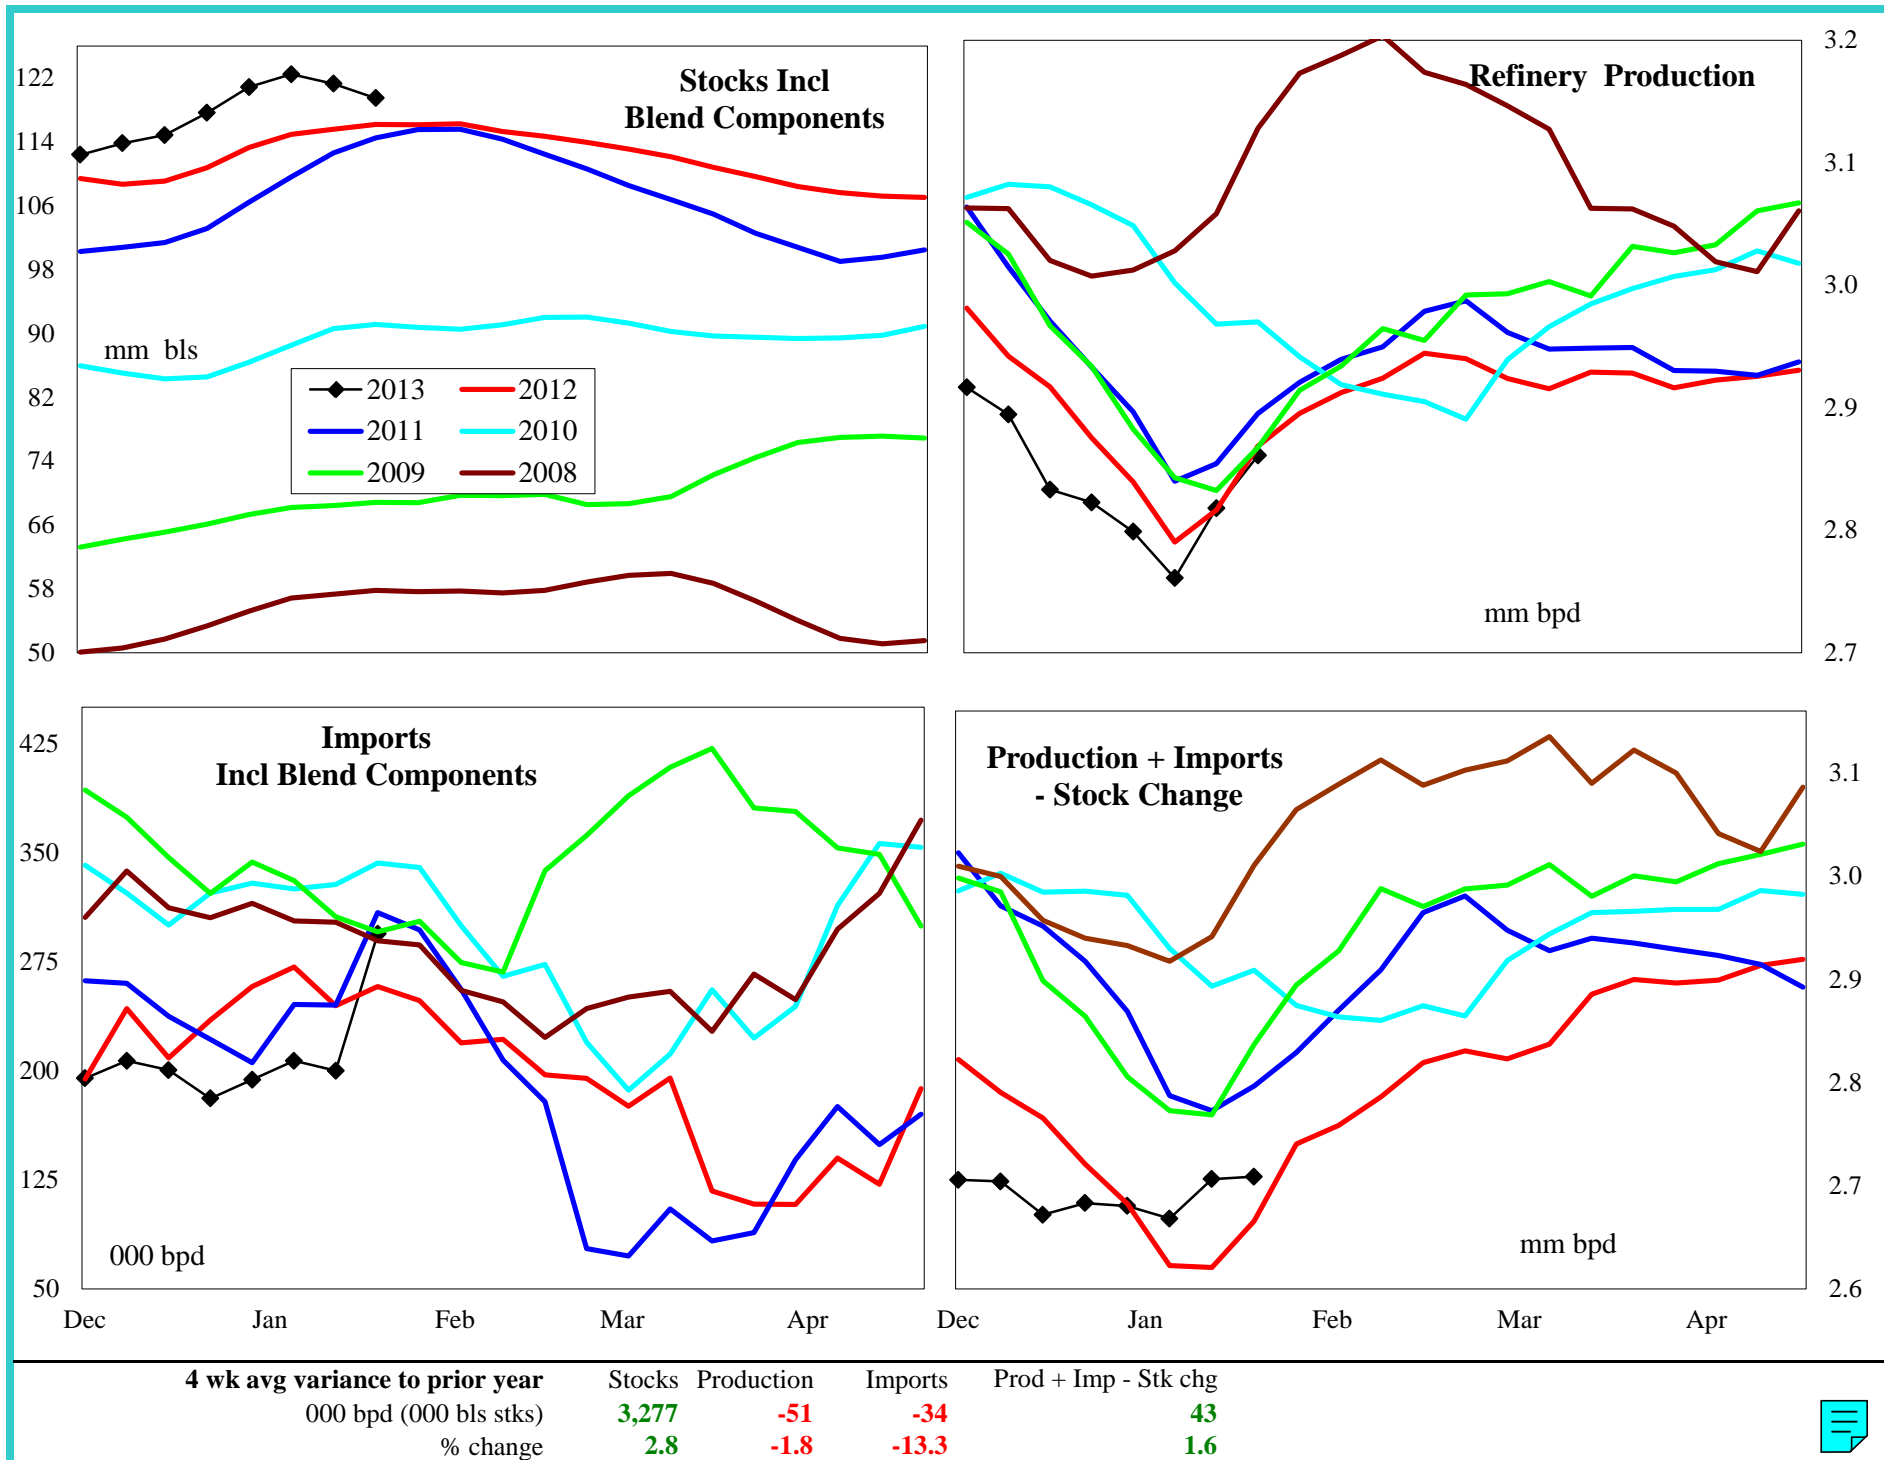 Stocks Incl
Blend Components
122
114
106
98
90
82
74
66
58
50
mm bls
2013 2012
2011 2010
2009 2008
Refinery Production
3.2
3.1
3.0
2.9
2.8
2.7
mm bpd
Imports
Incl Blend Components
425
350
275
200
125
50
000 bpd
Dec Jan Feb Mar Apr
Production + Imports
- Stock Change
3.1
3.0
2.9
2.8
2.7
2.6
mm bpd
Dec Jan Feb Mar Apr
4 wk avg variance to prior year Stocks Production Imports Prod + Imp - Stk chg
000 bpd (000 bls stks) 3,277 -51 -34 43
% change 2.8 -1.8 -13.3 1.6